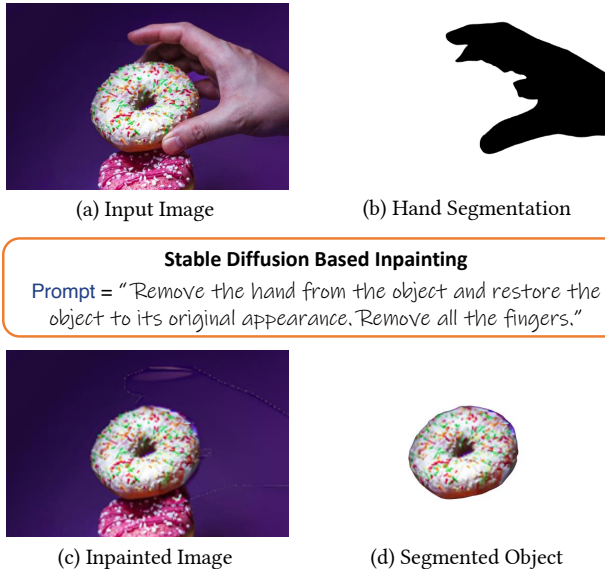 (a) Input Image
(b) Hand Segmentation
Stable Diffusion Based Inpainting
Prompt = “Remove the hand from the object and restore the
object to its original appearance. Remove all the fingers.”
(c) Inpainted Image
(d) Segmented Object